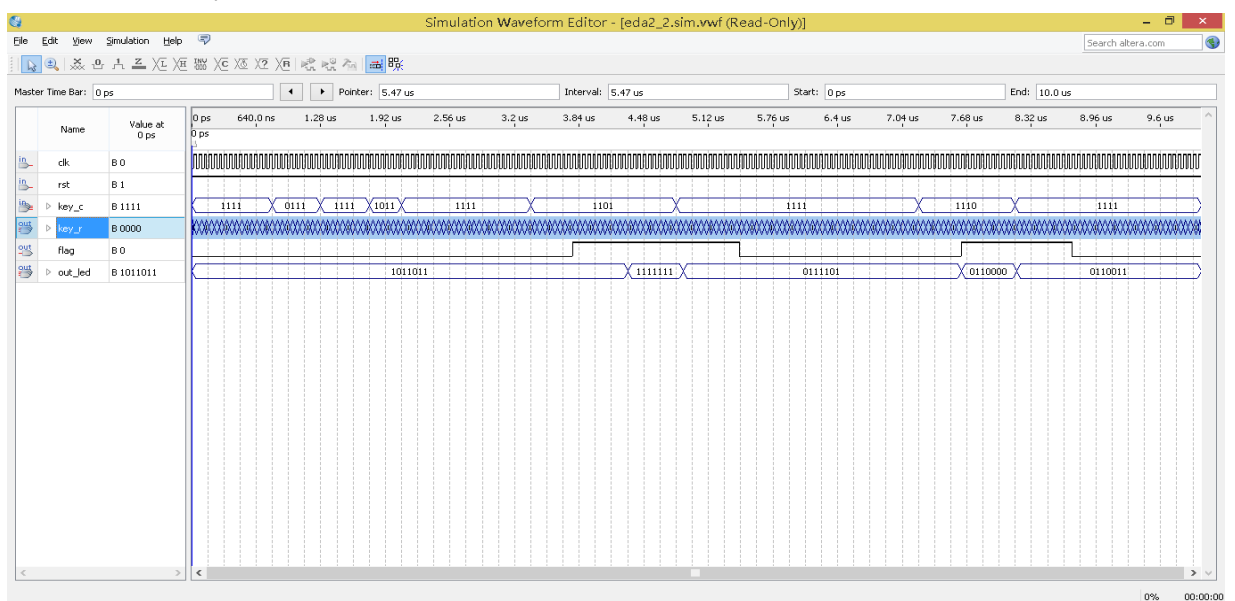 Simulation Waveform Editor - [eda2_2.sim.vwf (Read-Only)]
File Edit View Simulation Help
Search altera.com
Master Time Bar: 0 ps Pointer: 5.47 us Interval: 5.47 us Start: 0 ps End: 10.0 us
Name Value at 0 ps
0 ps 640.0 ns 1.28 us 1.92 us 2.56 us 3.2 us 3.84 us 4.48 us 5.12 us 5.76 us 6.4 us 7.04 us 7.68 us 8.32 us 8.96 us 9.6 us
0 ps
in clk B 0
in rst B 1
in key_c B 1111 1111 0111 1111 1011 1111 1101 1111 1110 1111
out key_r B 0000
out flag B 0
out out_led B 1011011 1011011 1111111 0111101 0110000 0110011
0% 00:00:00